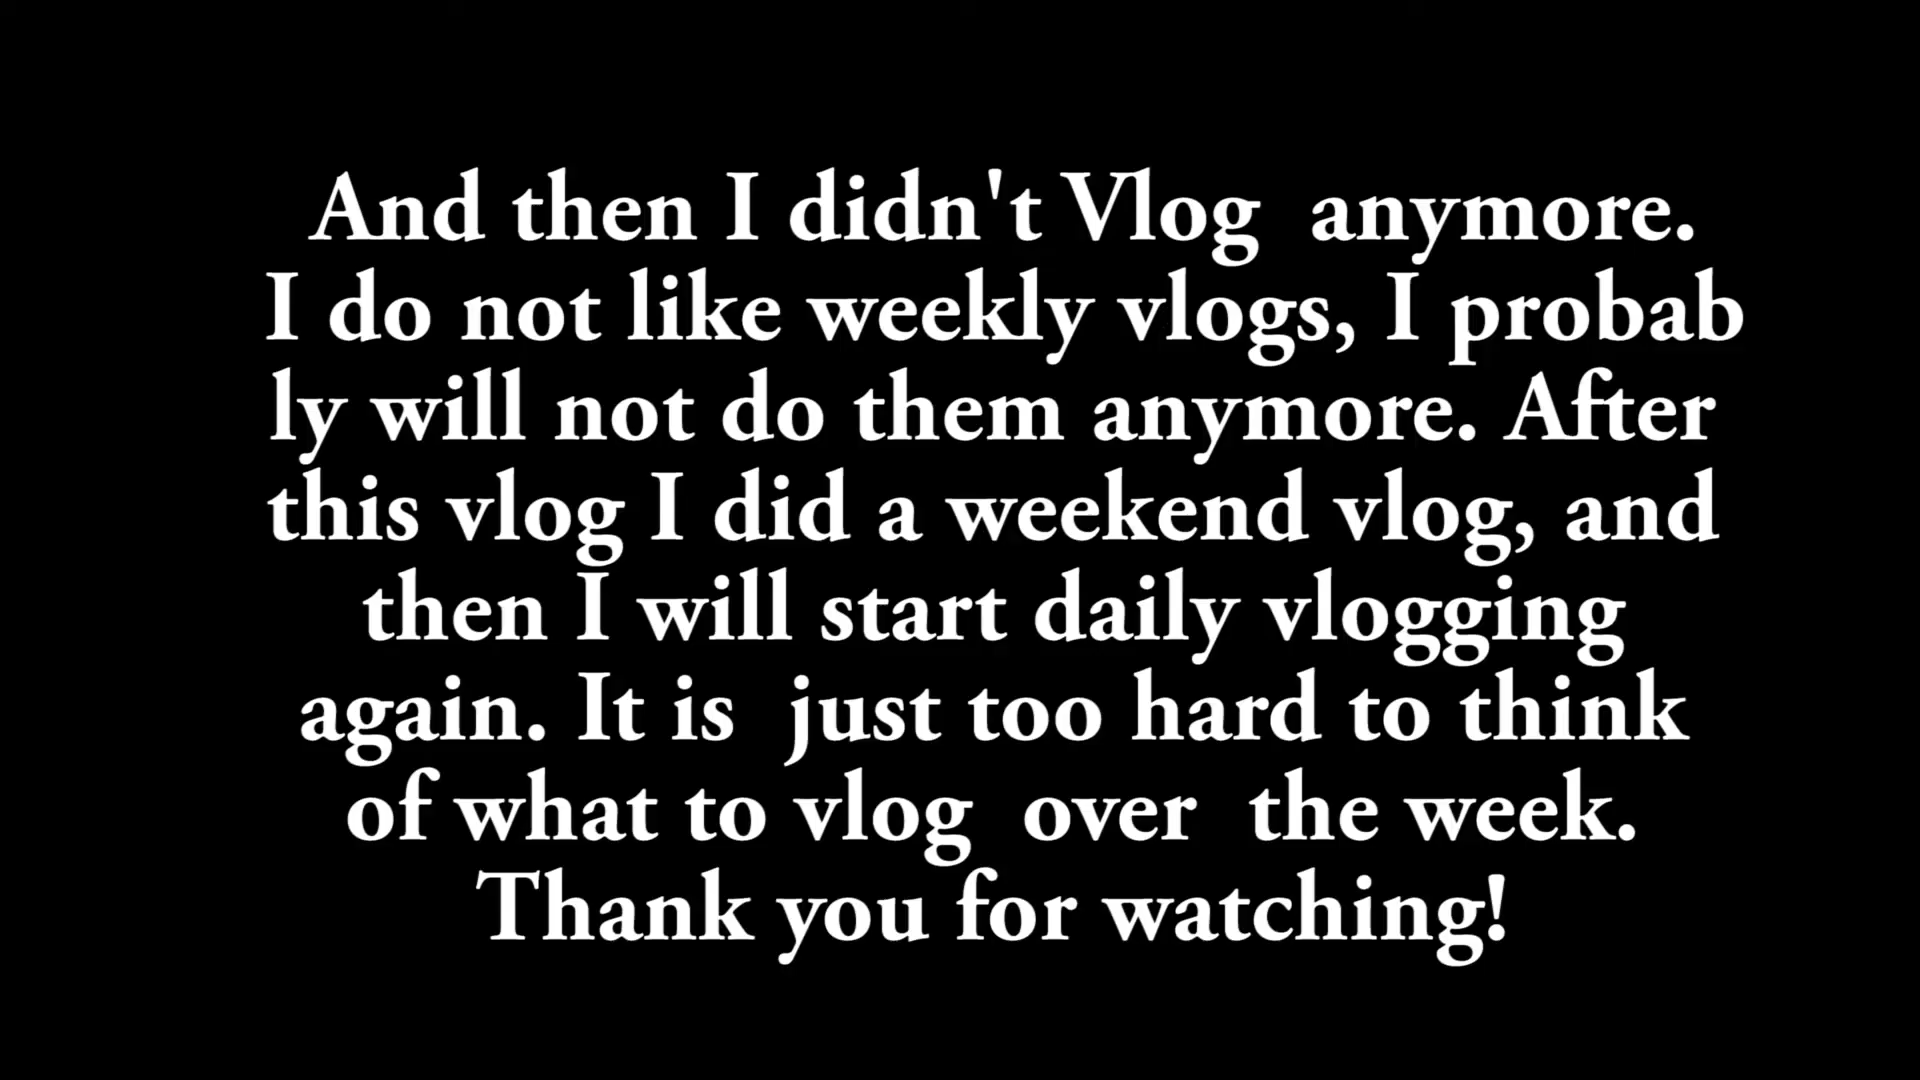 And then I didn't Vlog  anymore.
I do not like weekly vlogs, I probab
ly will not do them anymore. After
this vlog I did a weekend vlog, and
then I will start daily vlogging
again. It is  just too hard to think
of what to vlog  over  the week.
Thank you for watching!